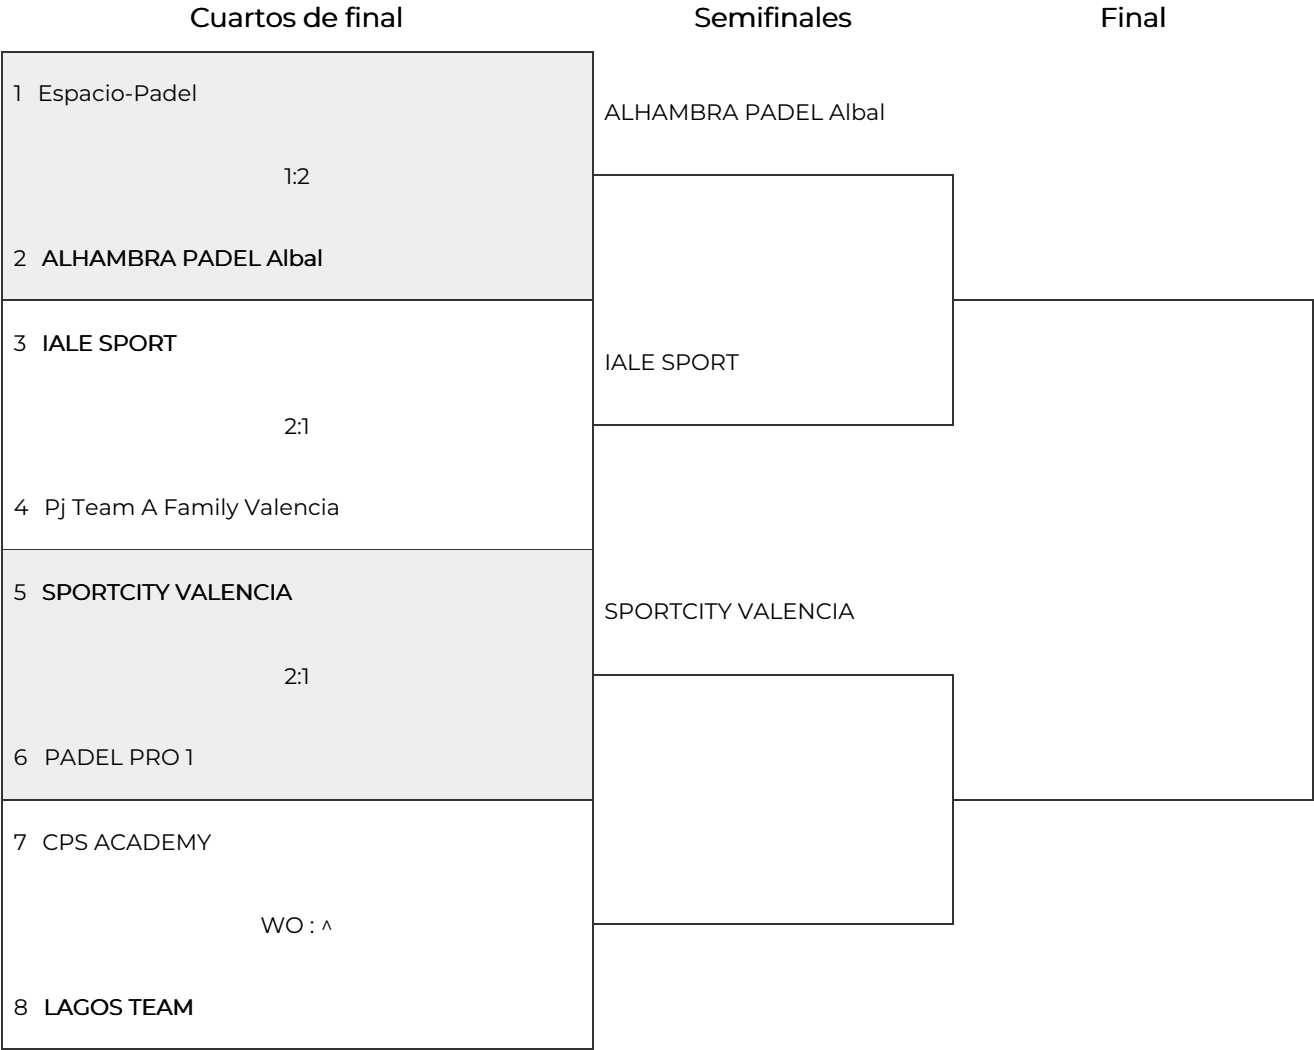 Cuartos de final
Semifinales
Final
1 Espacio-Padel
1:2
2 ALHAMBRA PADEL Albal
3 IALE SPORT
2:1
4 Pj Team A Family Valencia
5 SPORTCITY VALENCIA
2:1
6 PADEL PRO 1
7 CPS ACADEMY
WO : ^
8 LAGOS TEAM
ALHAMBRA PADEL Albal
IALE SPORT
SPORTCITY VALENCIA